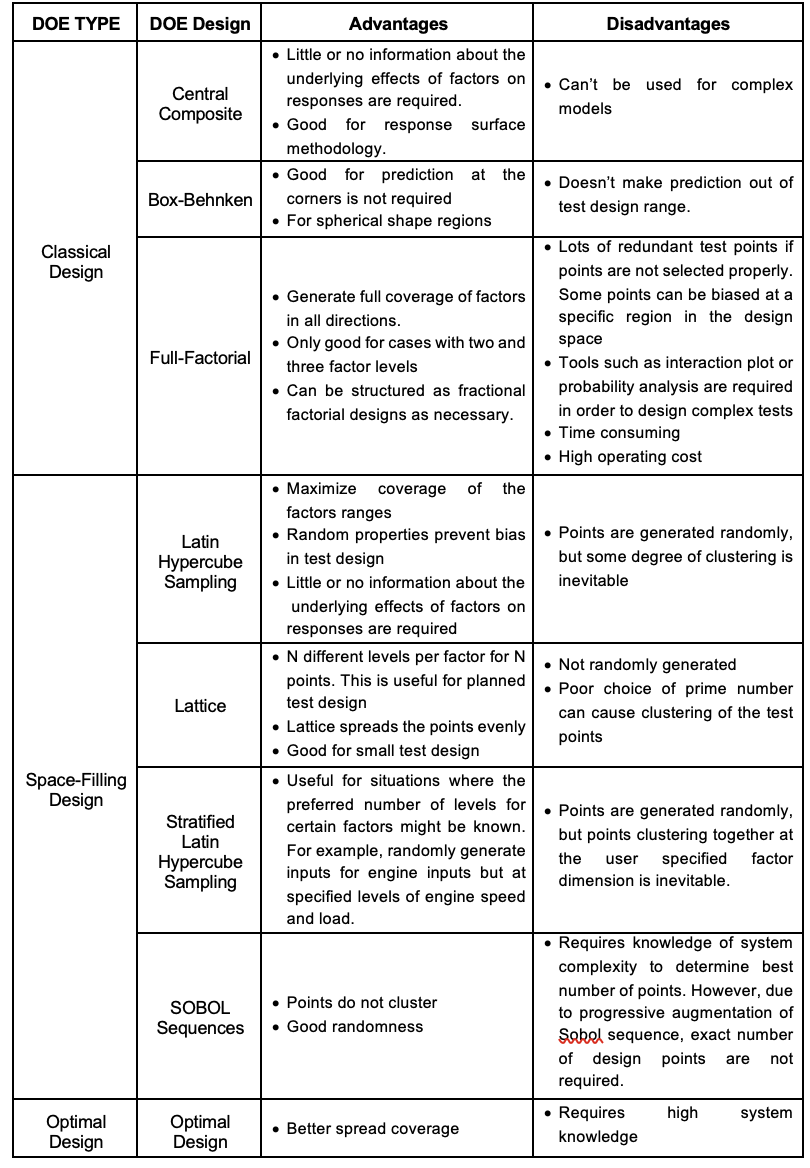 DOE TYPE DOE Design Advantages Disadvantages
Classical
Design
Central
Composite
• Little or no information about the
underlying effects of factors on
responses are required.
• Good for response surface
methodology.
• Can’t be used for complex
models
Box-Behnken
• Good for prediction at the
corners is not required
• For spherical shape regions
• Doesn’t make prediction out of
test design range.
Full-Factorial
• Generate full coverage of factors
in all directions.
• Only good for cases with two and
three factor levels
• Can be structured as fractional
factorial designs as necessary.
• Lots of redundant test points if
points are not selected properly.
Some points can be biased at a
specific region in the design
space
• Tools such as interaction plot or
probability analysis are required
in order to design complex tests
• Time consuming
• High operating cost
Space-Filling
Design
Latin
Hypercube
Sampling
• Maximize coverage of the
factors ranges
• Random properties prevent bias
in test design
• Little or no information about the
underlying effects of factors on
responses are required
• Points are generated randomly,
but some degree of clustering is
inevitable
Lattice
• N different levels per factor for N
points. This is useful for planned
test design
• Lattice spreads the points evenly
• Good for small test design
• Not randomly generated
• Poor choice of prime number
can cause clustering of the test
points
Stratified
Latin
Hypercube
Sampling
• Useful for situations where the
preferred number of levels for
certain factors might be known.
For example, randomly generate
inputs for engine inputs but at
specified levels of engine speed
and load.
• Points are generated randomly,
but points clustering together at
the user specified factor
dimension is inevitable.
SOBOL
Sequences
• Points do not cluster
• Good randomness
• Requires knowledge of system
complexity to determine best
number of points. However, due
to progressive augmentation of
Sobol sequence, exact number
of design points are not
required.
Optimal
Design
Optimal
Design
• Better spread coverage
• Requires high system
knowledge